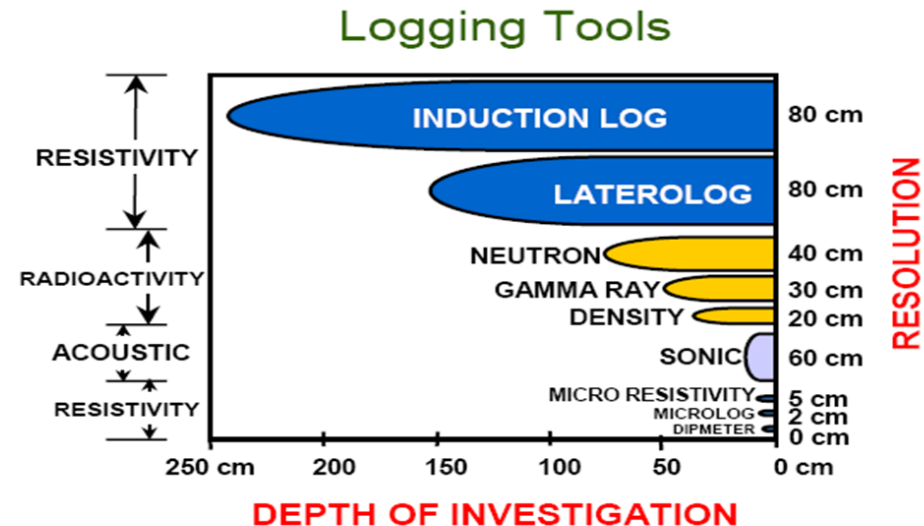 Logging Tools
RESISTIVITY
RADIOACTIVITY
ACOUSTIC
RESISTIVITY
INDUCTION LOG
80 cm
LATEROLOG
80 cm
NEUTRON
40 cm
GAMMA RAY
30 cm
DENSITY
20 cm
SONIC
60 cm
MICRO RESISTIVITY
5 cm
MICROLOG
2 cm
DIPMETER
0 cm
RESOLUTION
250 cm 200 150 100 50 0 cm
DEPTH OF INVESTIGATION